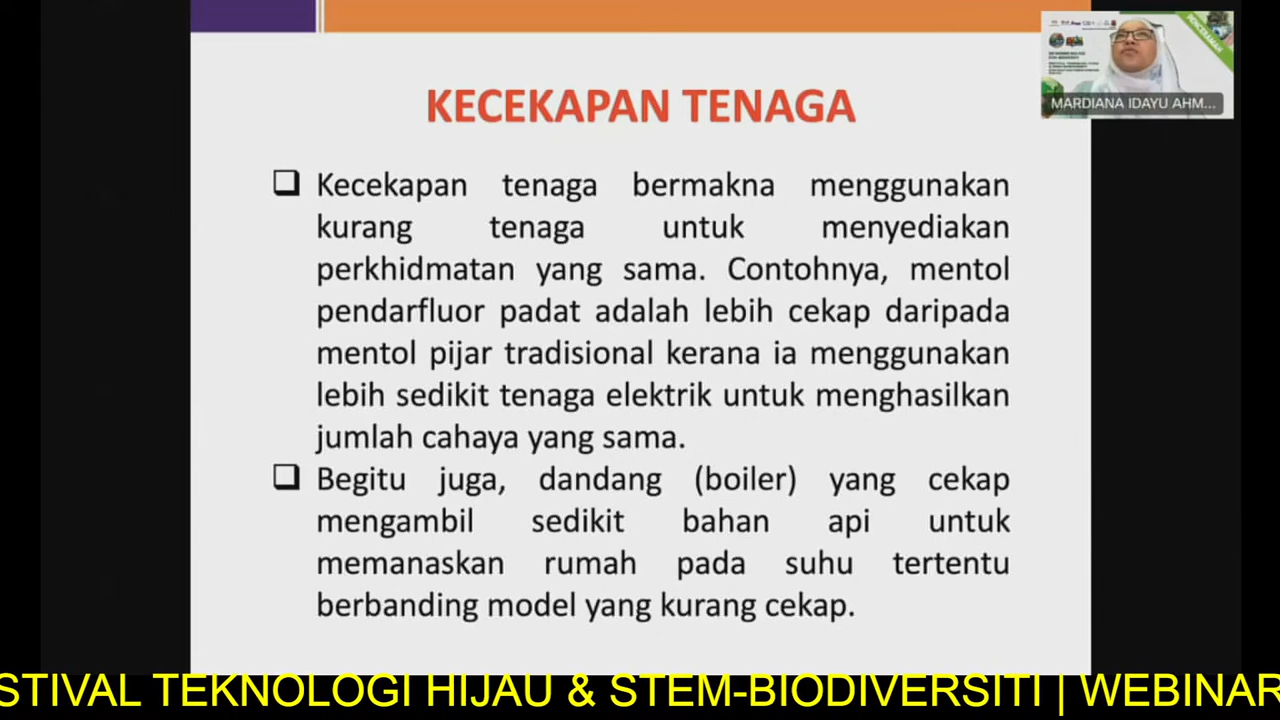 KECEKAPAN TENAGA
PENCERAMAH
MARDIANA IDAYU AHM...
Kecekapan tenaga bermakna menggunakan
kurang tenaga untuk menyediakan
perkhidmatan yang sama. Contohnya, mentol
pendarfluor padat adalah lebih cekap daripada
mentol pijar tradisional kerana ia menggunakan
lebih sedikit tenaga elektrik untuk menghasilkan
jumlah cahaya yang sama.
Begitu juga, dandang (boiler) yang cekap
mengambil sedikit bahan api untuk
memanaskan rumah pada suhu tertentu
berbanding model yang kurang cekap.
STIVAL TEKNOLOGI HIJAU & STEM-BIODIVERSITI | WEBINAR